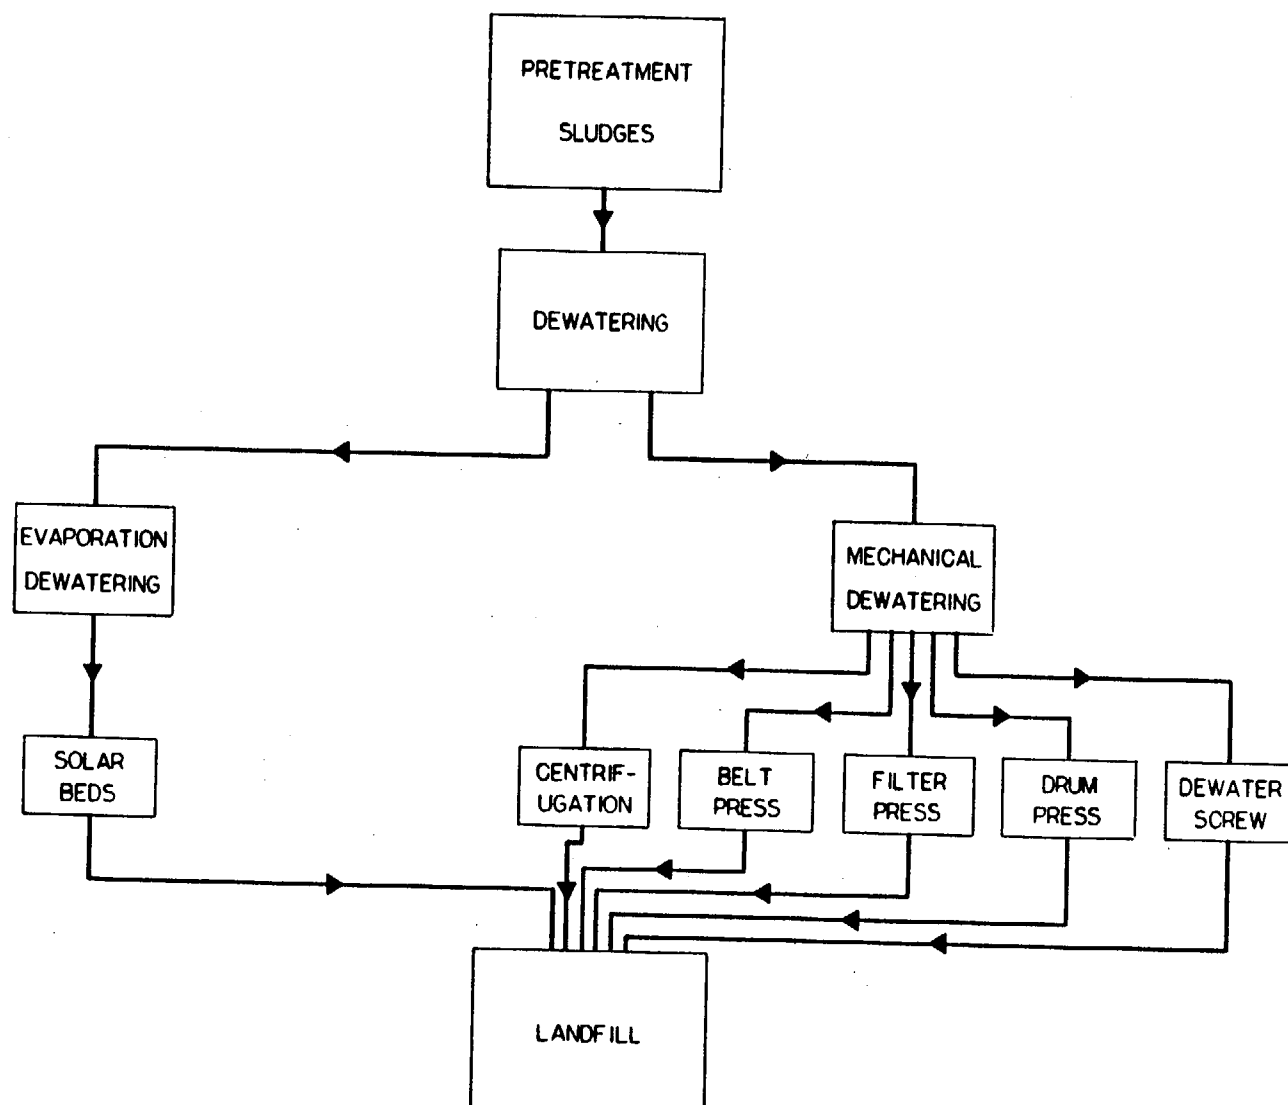 PRETREATMENT
SLUDGES
DEWATERING
EVAPORATION
DEWATERING
MECHANICAL
DEWATERING
SOLAR
BEDS
CENTRIF-
UGATION
BELT
PRESS
FILTER
PRESS
DRUM
PRESS
DEWATER
SCREW
LANDFILL